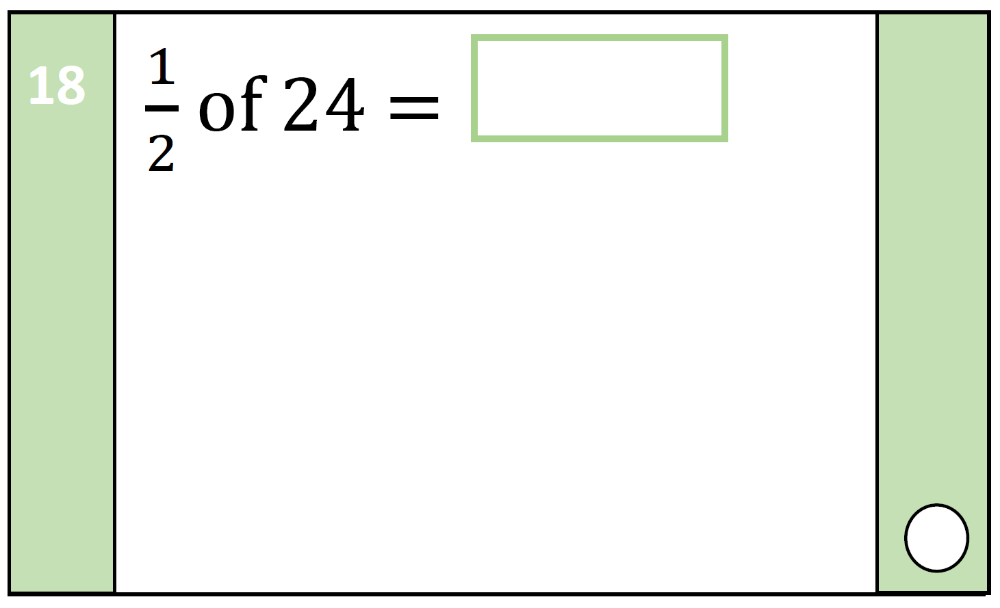 18
1/2 of 24 =